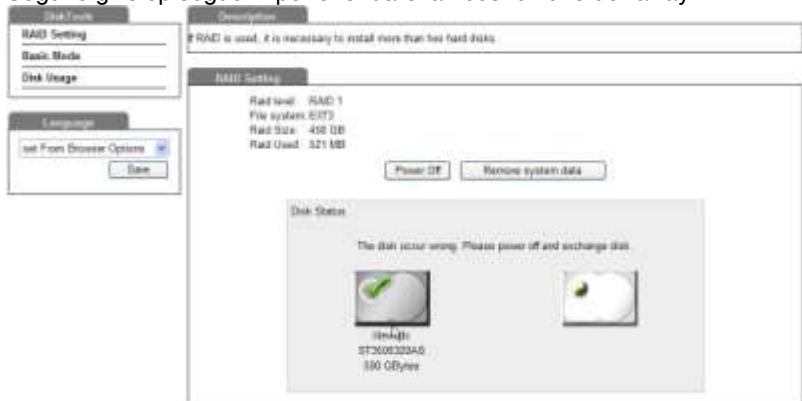 DiskTools
RAID Setting
Basic Mode
Disk Usage
Language
set From Browser Options
Save
Description
If RAID is used, it is necessary to install more than two hard disks.
RAID Setting
Raid level: RAID 1
File system: EXT3
Raid Size: 458 GB
Raid Used: 521 MB
Power Off
Remove system data
Disk Status
The disk occur wrong. Please power off and exchange disk.
500 GBytes